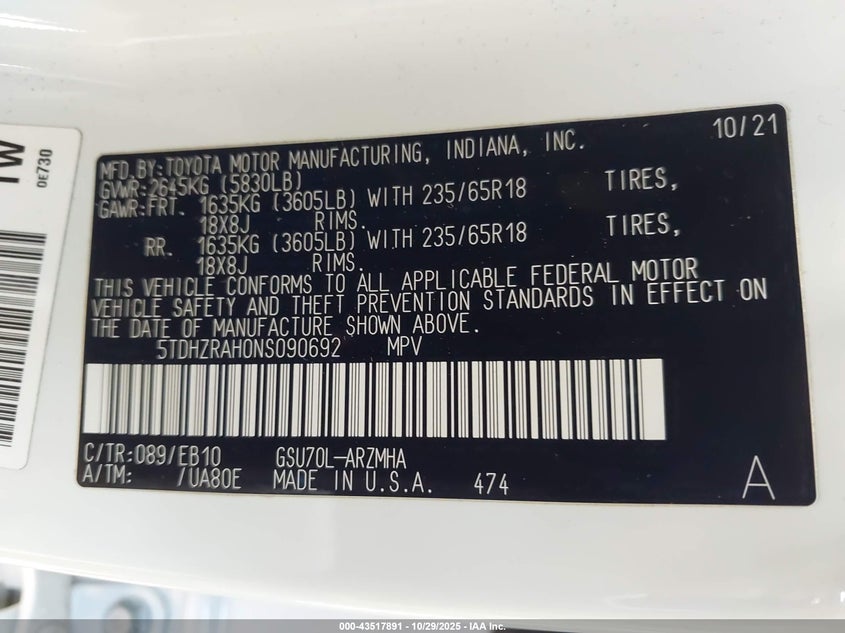 10/21
MFD.BY:TOYOTA MOTOR MANUFACTURING, INDIANA, INC.
GVWR:2645KG (5830LB)
GAWR:FRT. 1635KG (3605LB) WITH 235/65R18 TIRES,
18X8J RIMS.
RR. 1635KG (3605LB) WITH 235/65R18 TIRES,
18X8J RIMS.
THIS VEHICLE CONFORMS TO ALL APPLICABLE FEDERAL MOTOR
VEHICLE SAFETY AND THEFT PREVENTION STANDARDS IN EFFECT ON
THE DATE OF MANUFACTURE SHOWN ABOVE.
5TDHZRAH0NS090692 MPV
C/TR:089/EB10 GSU70L-ARZMHA
A/TM: /UA80E MADE IN U.S.A. 474 A
0E730
000-43517891 - 10/29/2025 - IAA Inc.